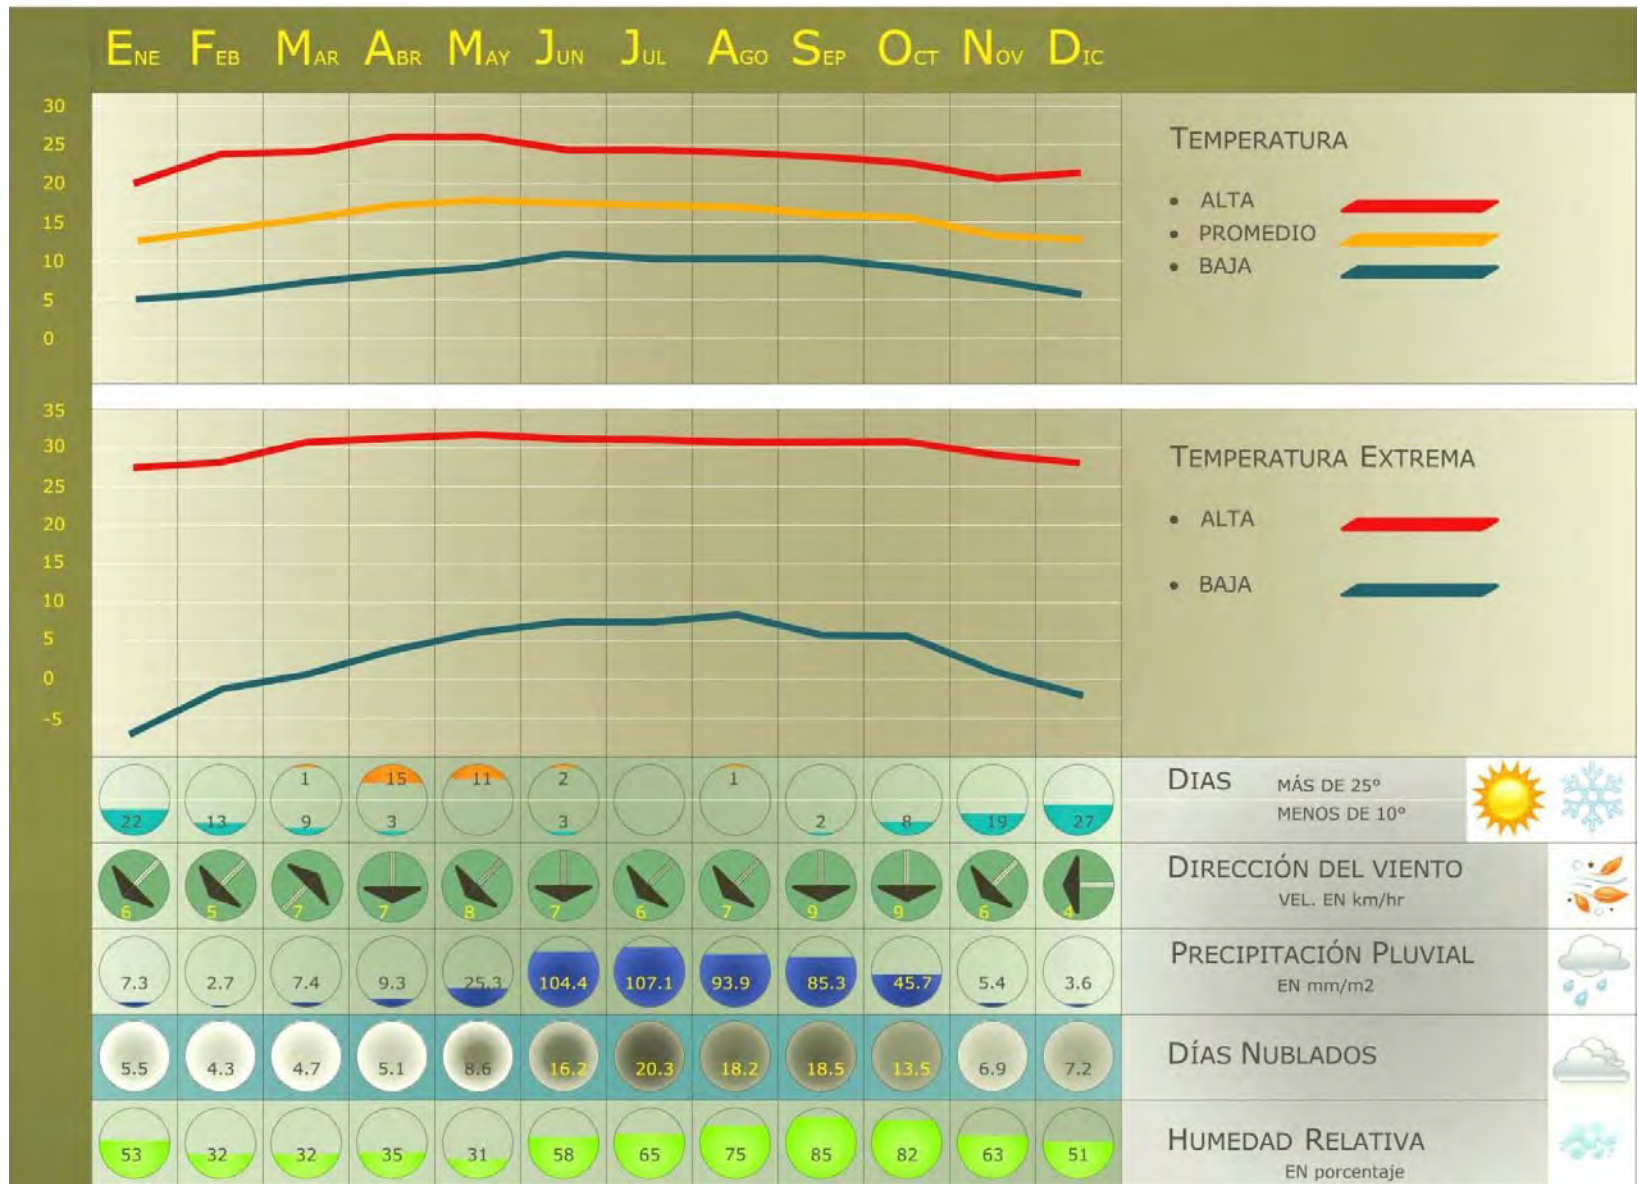 ENE FEB MAR ABR MAY JUN JUL AGO SEP OCT NOV DIC
30
25
20
15
10
5
0
TEMPERATURA
• ALTA
• PROMEDIO
• BAJA
35
30
25
20
15
10
5
0
-5
TEMPERATURA EXTREMA
• ALTA
• BAJA
1 15 11 2 1
22 13 9 3 3 2 8 19 27
DIAS MÁS DE 25°
MENOS DE 10°
6 5 7 7 8 7 6 7 9 9 6 4
DIRECCIÓN DEL VIENTO
VEL. EN km/hr
7.3 2.7 7.4 9.3 25.3 104.4 107.1 93.9 85.3 45.7 5.4 3.6
PRECIPITACIÓN PLUVIAL
EN mm/m2
5.5 4.3 4.7 5.1 8.6 16.2 20.3 18.2 18.5 13.5 6.9 7.2
DÍAS NUBLADOS
53 32 32 35 31 58 65 75 85 82 63 51
HUMEDAD RELATIVA
EN porcentaje